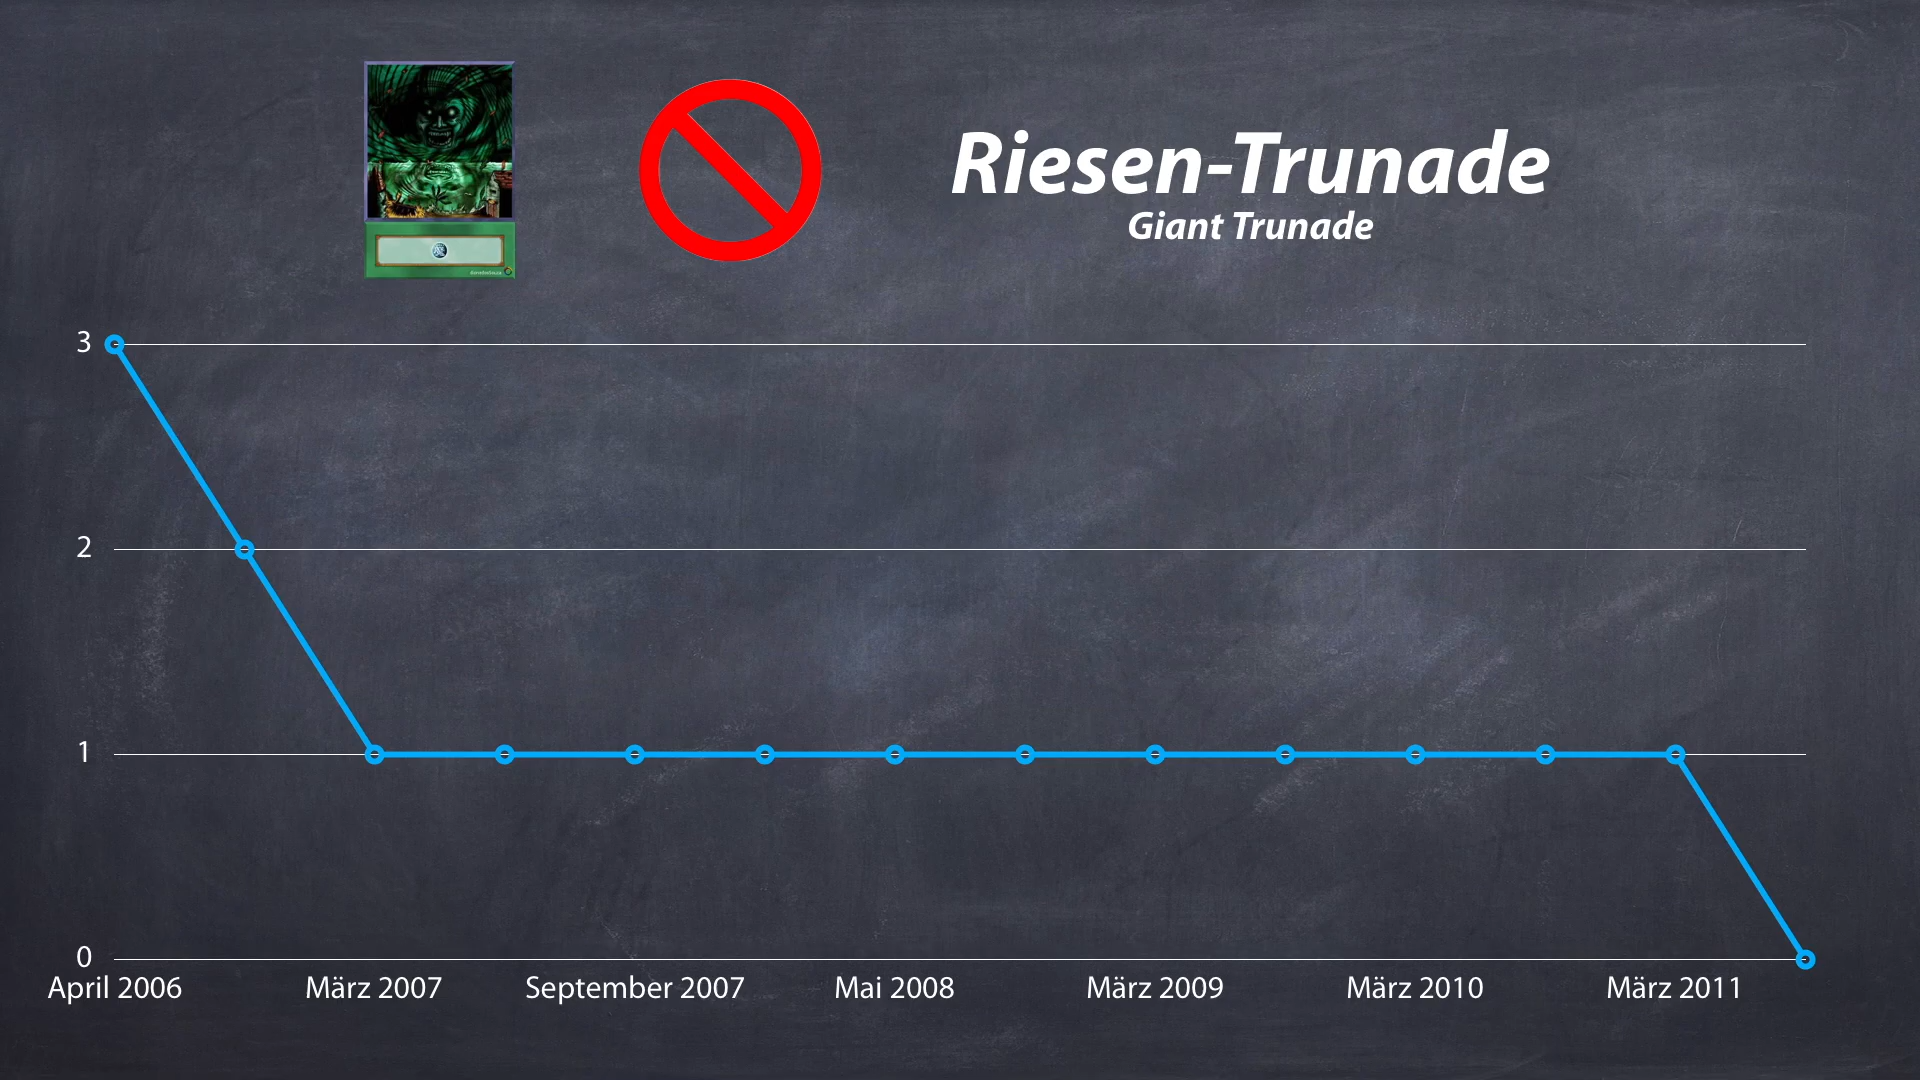 Riesen-Trunade
Giant Trunade
3
2
1
0
April 2006
März 2007
September 2007
Mai 2008
März 2009
März 2010
März 2011